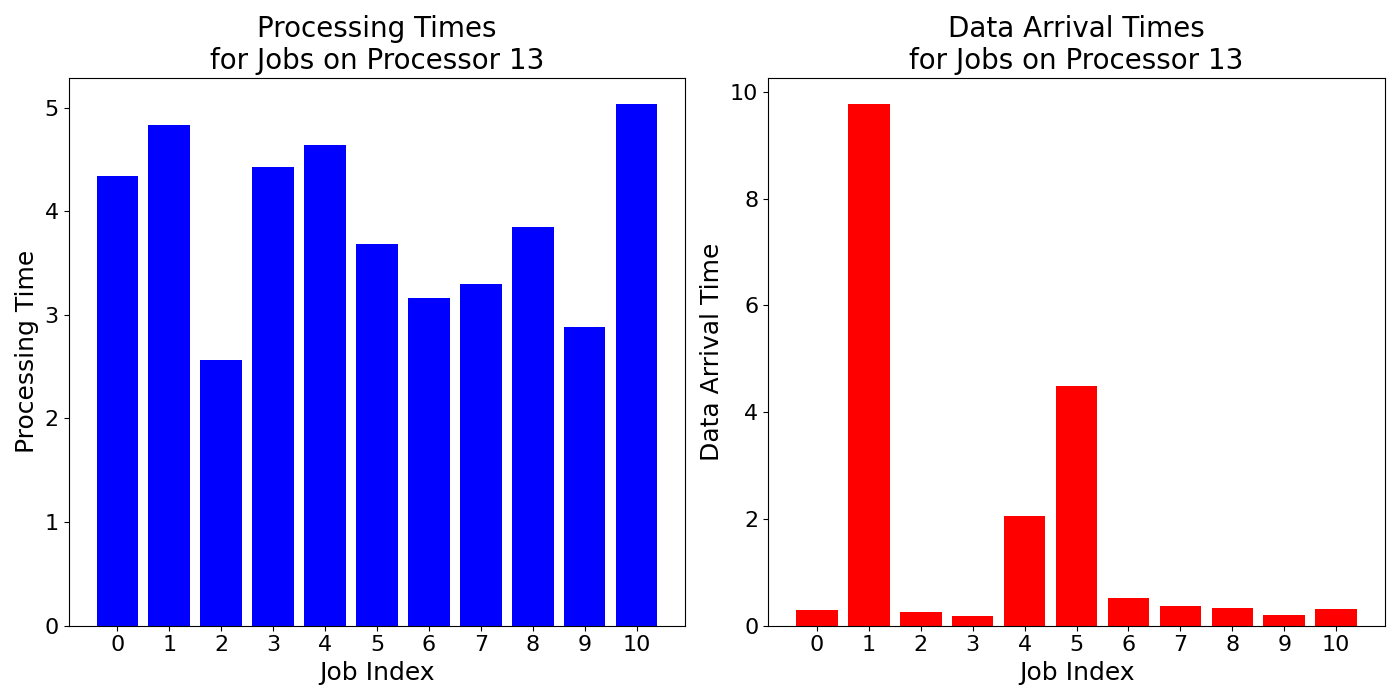 Processing Times
for Jobs on Processor 13
Processing Time
5
4
3
2
1
0
0 1 2 3 4 5 6 7 8 9 10
Job Index
Data Arrival Times
for Jobs on Processor 13
Data Arrival Time
10
8
6
4
2
0
0 1 2 3 4 5 6 7 8 9 10
Job Index